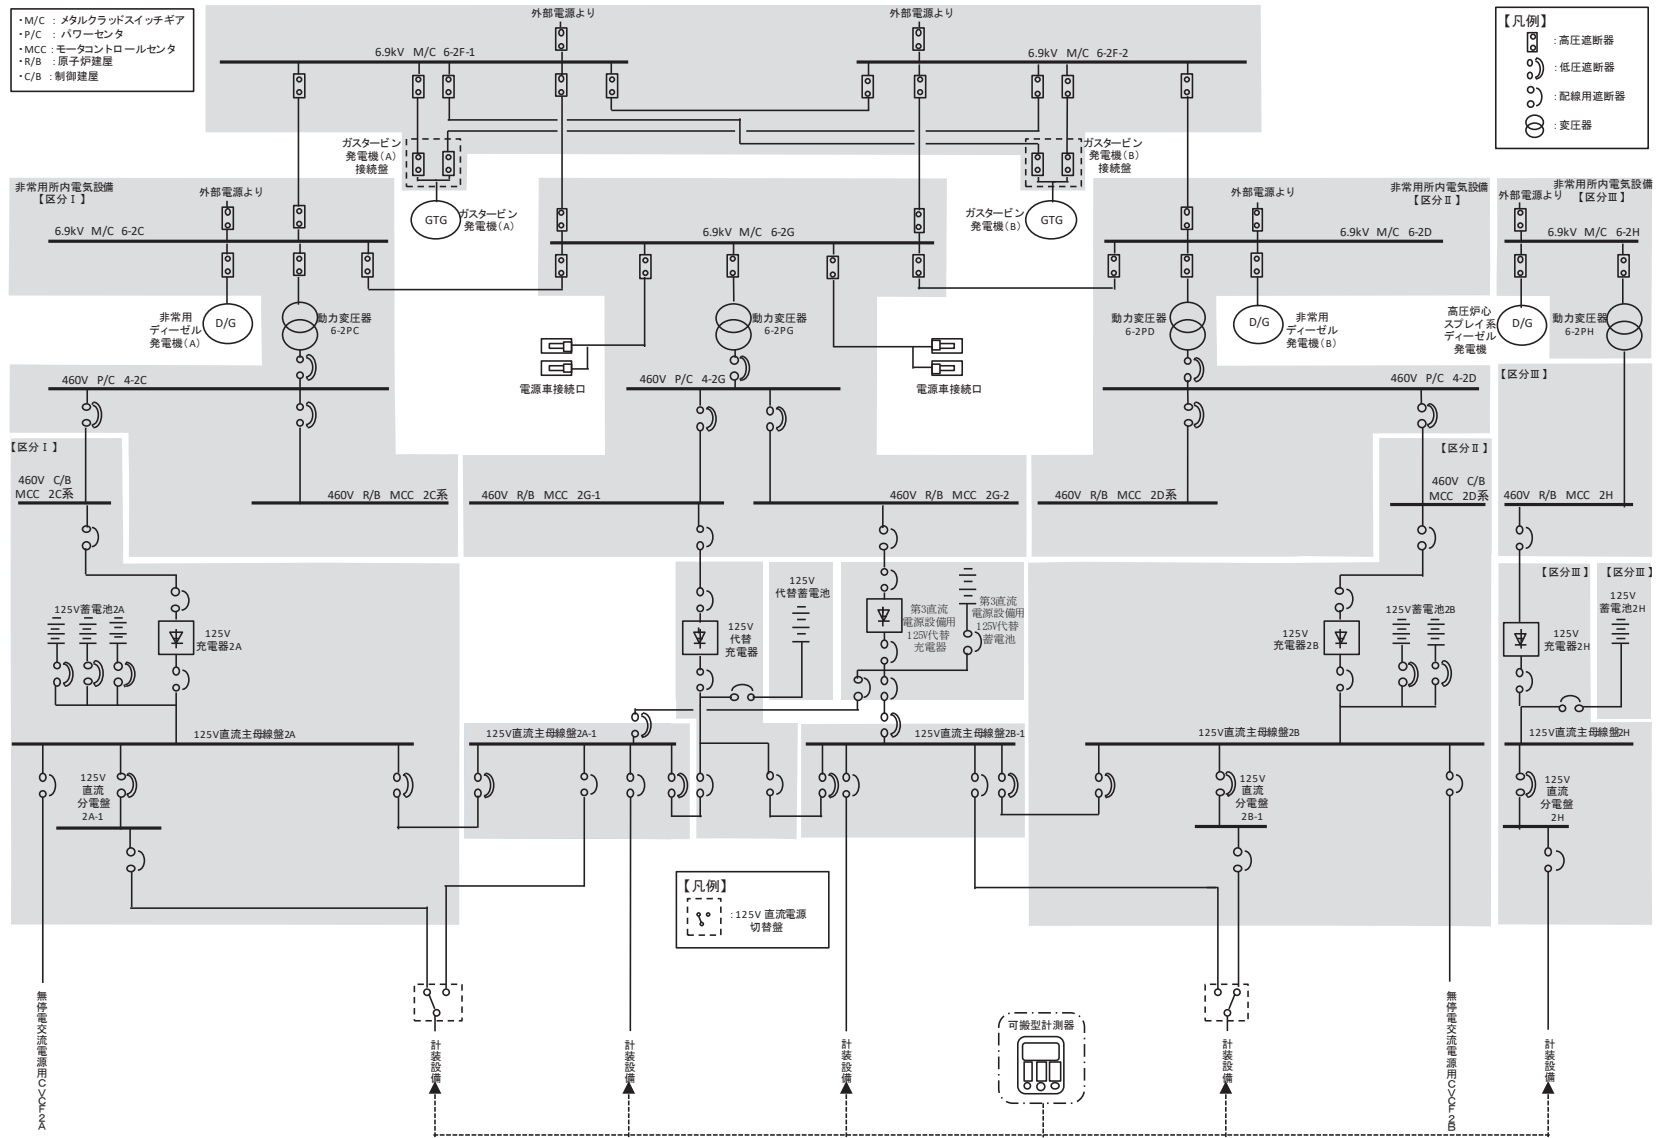 ・M/C ： メタルクラッドスイッチギア
・P/C ： パワーセンタ
・MCC：モータコントロールセンタ
・R/B ：原子炉建屋
・C/B ：制御建屋
外部電源より
外部電源より
【凡例】
：高圧遮断器
：低圧遮断器
：配線用遮断器
：変圧器
6.9kV M/C 6-2F-1
6.9kV M/C 6-2F-2
ガスタービン
発電機(A)
接続盤
ガスタービン
発電機(B)
接続盤
非常用所内電気設備
【区分Ⅰ】
外部電源より
GTG
ガスタービン
発電機(A)
ガスタービン
発電機(B)
GTG
外部電源より
非常用所内電気設備
【区分Ⅱ】
非常用所内電気設備
外部電源より
【区分Ⅲ】
6.9kV M/C 6-2C
6.9kV M/C 6-2G
6.9kV M/C 6-2D
6.9kV M/C 6-2H
非常用
ディーゼル
発電機(A)
D/G
動力変圧器
6-2PC
動力変圧器
6-2PG
動力変圧器
6-2PD
D/G
非常用
ディーゼル
発電機(B)
高圧炉心
スプレイ系
ディーゼル
発電機
D/G
動力変圧器
6-2PH
電源車接続口
電源車接続口
460V P/C 4-2C
460V P/C 4-2G
460V P/C 4-2D
【区分Ⅲ】
【区分Ⅰ】
【区分Ⅱ】
460V C/B
MCC 2C系
460V R/B MCC 2C系
460V R/B MCC 2G-1
460V R/B MCC 2G-2
460V R/B MCC 2D系
460V C/B
MCC 2D系
460V R/B MCC 2H
【区分Ⅲ】
【区分Ⅲ】
125V蓄電池2A
125V
充電器2A
125V
代替
充電器
125V
代替蓄電池
第3直流
電源設備用
125V代替
充電器
第3直流
電源設備用
125V代替
蓄電池
125V
充電器2B
125V蓄電池2B
125V
充電器2H
125V
蓄電池2H
125V直流主母線盤2A
125V直流主母線盤2A-1
125V直流主母線盤2B-1
125V直流主母線盤2B
125V直流主母線盤2H
125V
直流
分電盤
2A-1
125V
直流
分電盤
2B-1
125V
直流
分電盤
2H
【凡例】
：125V 直流電源
切替盤
無停電交流電源用CVCF2A
計装設備
計装設備
計装設備
可搬型計測器
計装設備
無停電交流電源用CVCF2B
計装設備